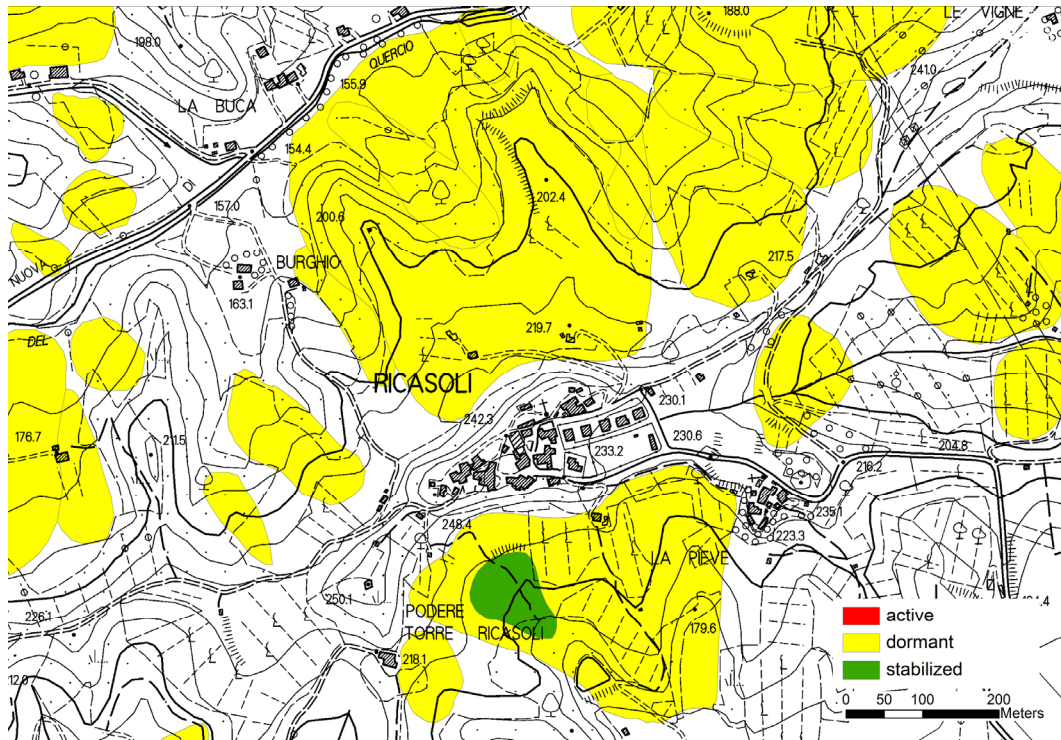 188.0
LE VIGNE
198.0
QUERCIO
241.0
155.9
LA BUCA
154.4
202.4
157.0
200.6
217.5
NUOVA
BURGHIO
163.1
219.7
DEL
RICASOLI
242.3
230.1
176.7
211.5
230.6
233.2
204.8
216.2
248.4
235.1
223.3
LA PIEVE
250.1
PODERE
TORRE RICASOLI
179.6
226.1
218.1
active
dormant
stabilized
0 50 100 200
Meters